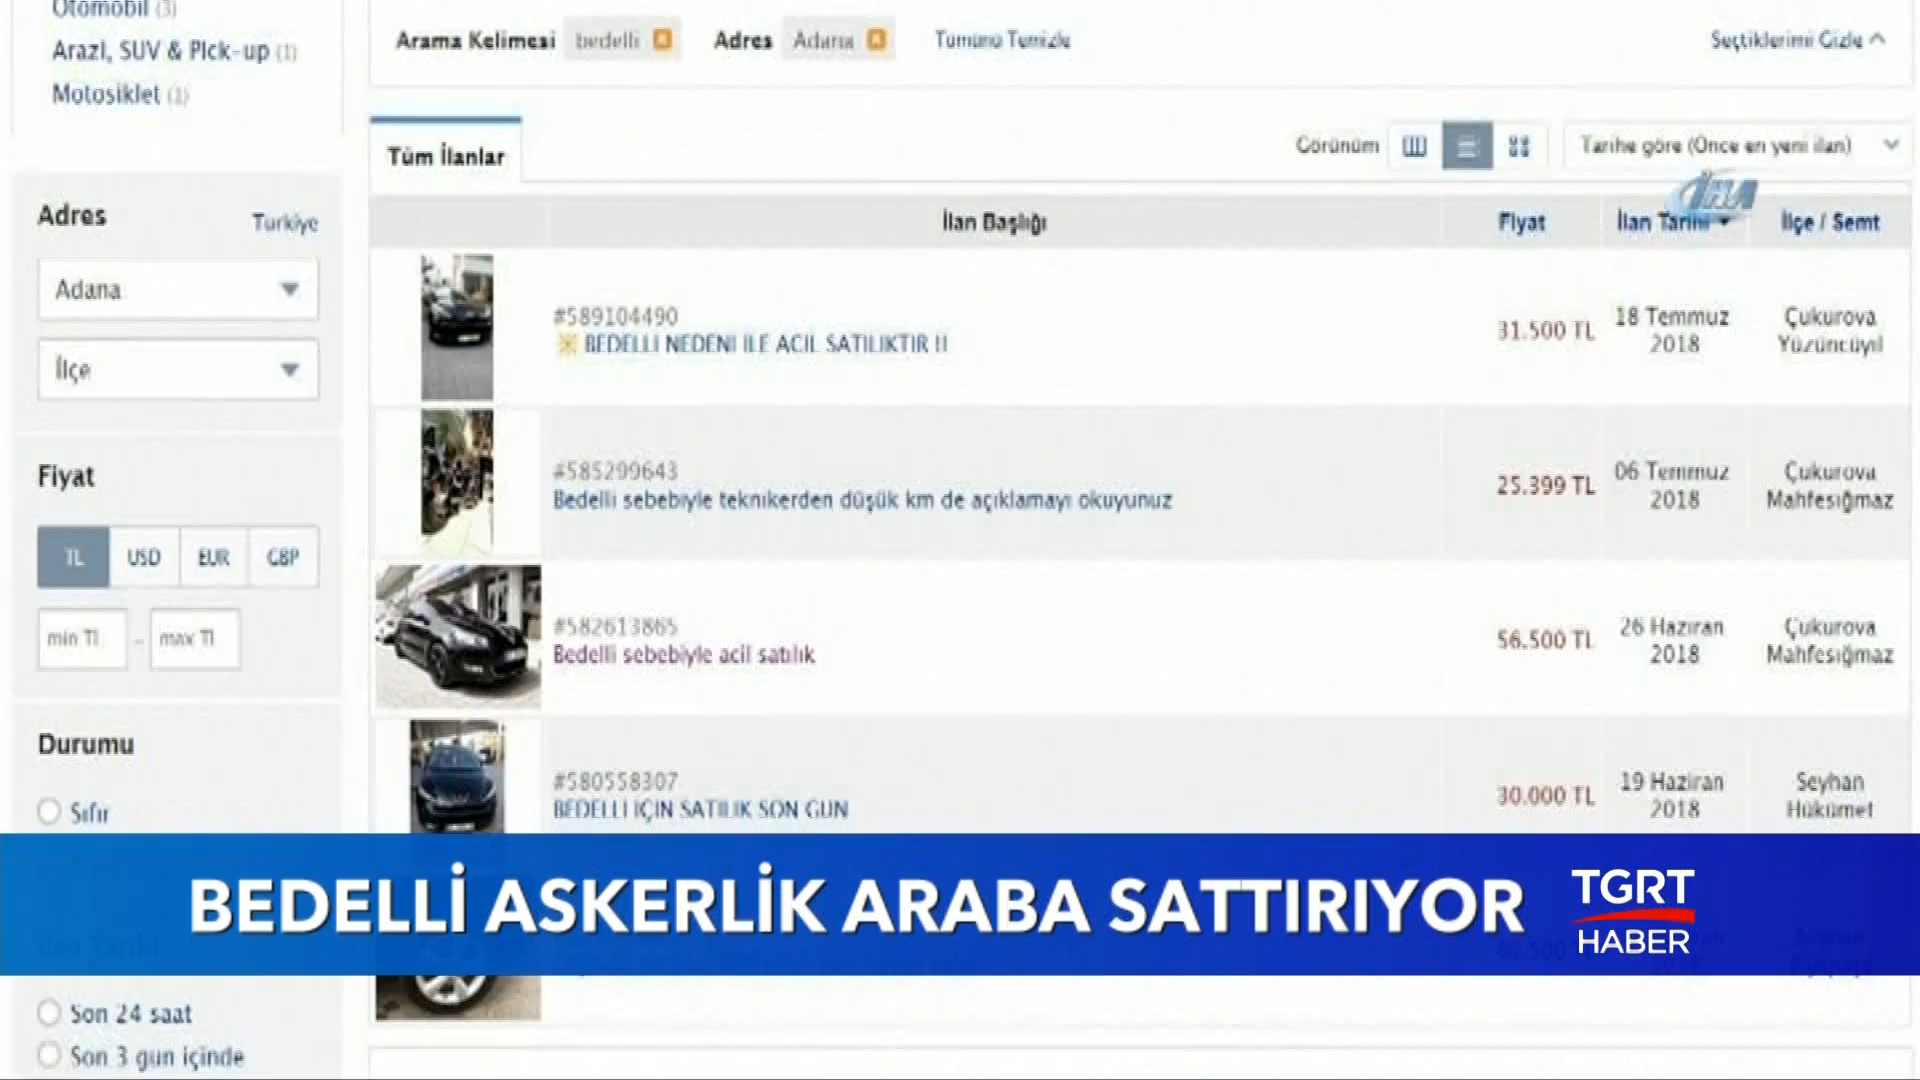 Otomobil (3)
Arazi, SUV & Pick-up (1)
Motosiklet (1)
Arama Kelimesi bedelli Adres Adana Tümünü Temizle Seçtiklerimi Gizle
Tüm İlanlar
Görünüm Tarihe göre (Önce en yeni ilan)
İHA
Adres Türkiye
Adana
İlçe
Fiyat
TL USD EUR GBP
min TL - max TL
Durumu
Sıfır
İlan Başlığı Fiyat İlan Tarihi İlçe / Semt
#589104490
BEDELLİ NEDENİ İLE ACİL SATILIKTIR !!
31.500 TL
18 Temmuz
2018
Çukurova
Yüzüncüyıl
#585299643
Bedelli sebebiyle teknikerden düşük km de açıklamayı okuyunuz
25.399 TL
06 Temmuz
2018
Çukurova
Mahfesığmaz
#582613865
Bedelli sebebiyle acil satılık
56.500 TL
26 Haziran
2018
Çukurova
Mahfesığmaz
#580558307
BEDELLİ İÇİN SATILIK SON GÜN
30.000 TL
19 Haziran
2018
Seyhan
Hükümet
BEDELLİ ASKERLİK ARABA SATTIRIYOR
TGRT
HABER
İlan Tarihi
Son 24 saat
Son 3 gün içinde